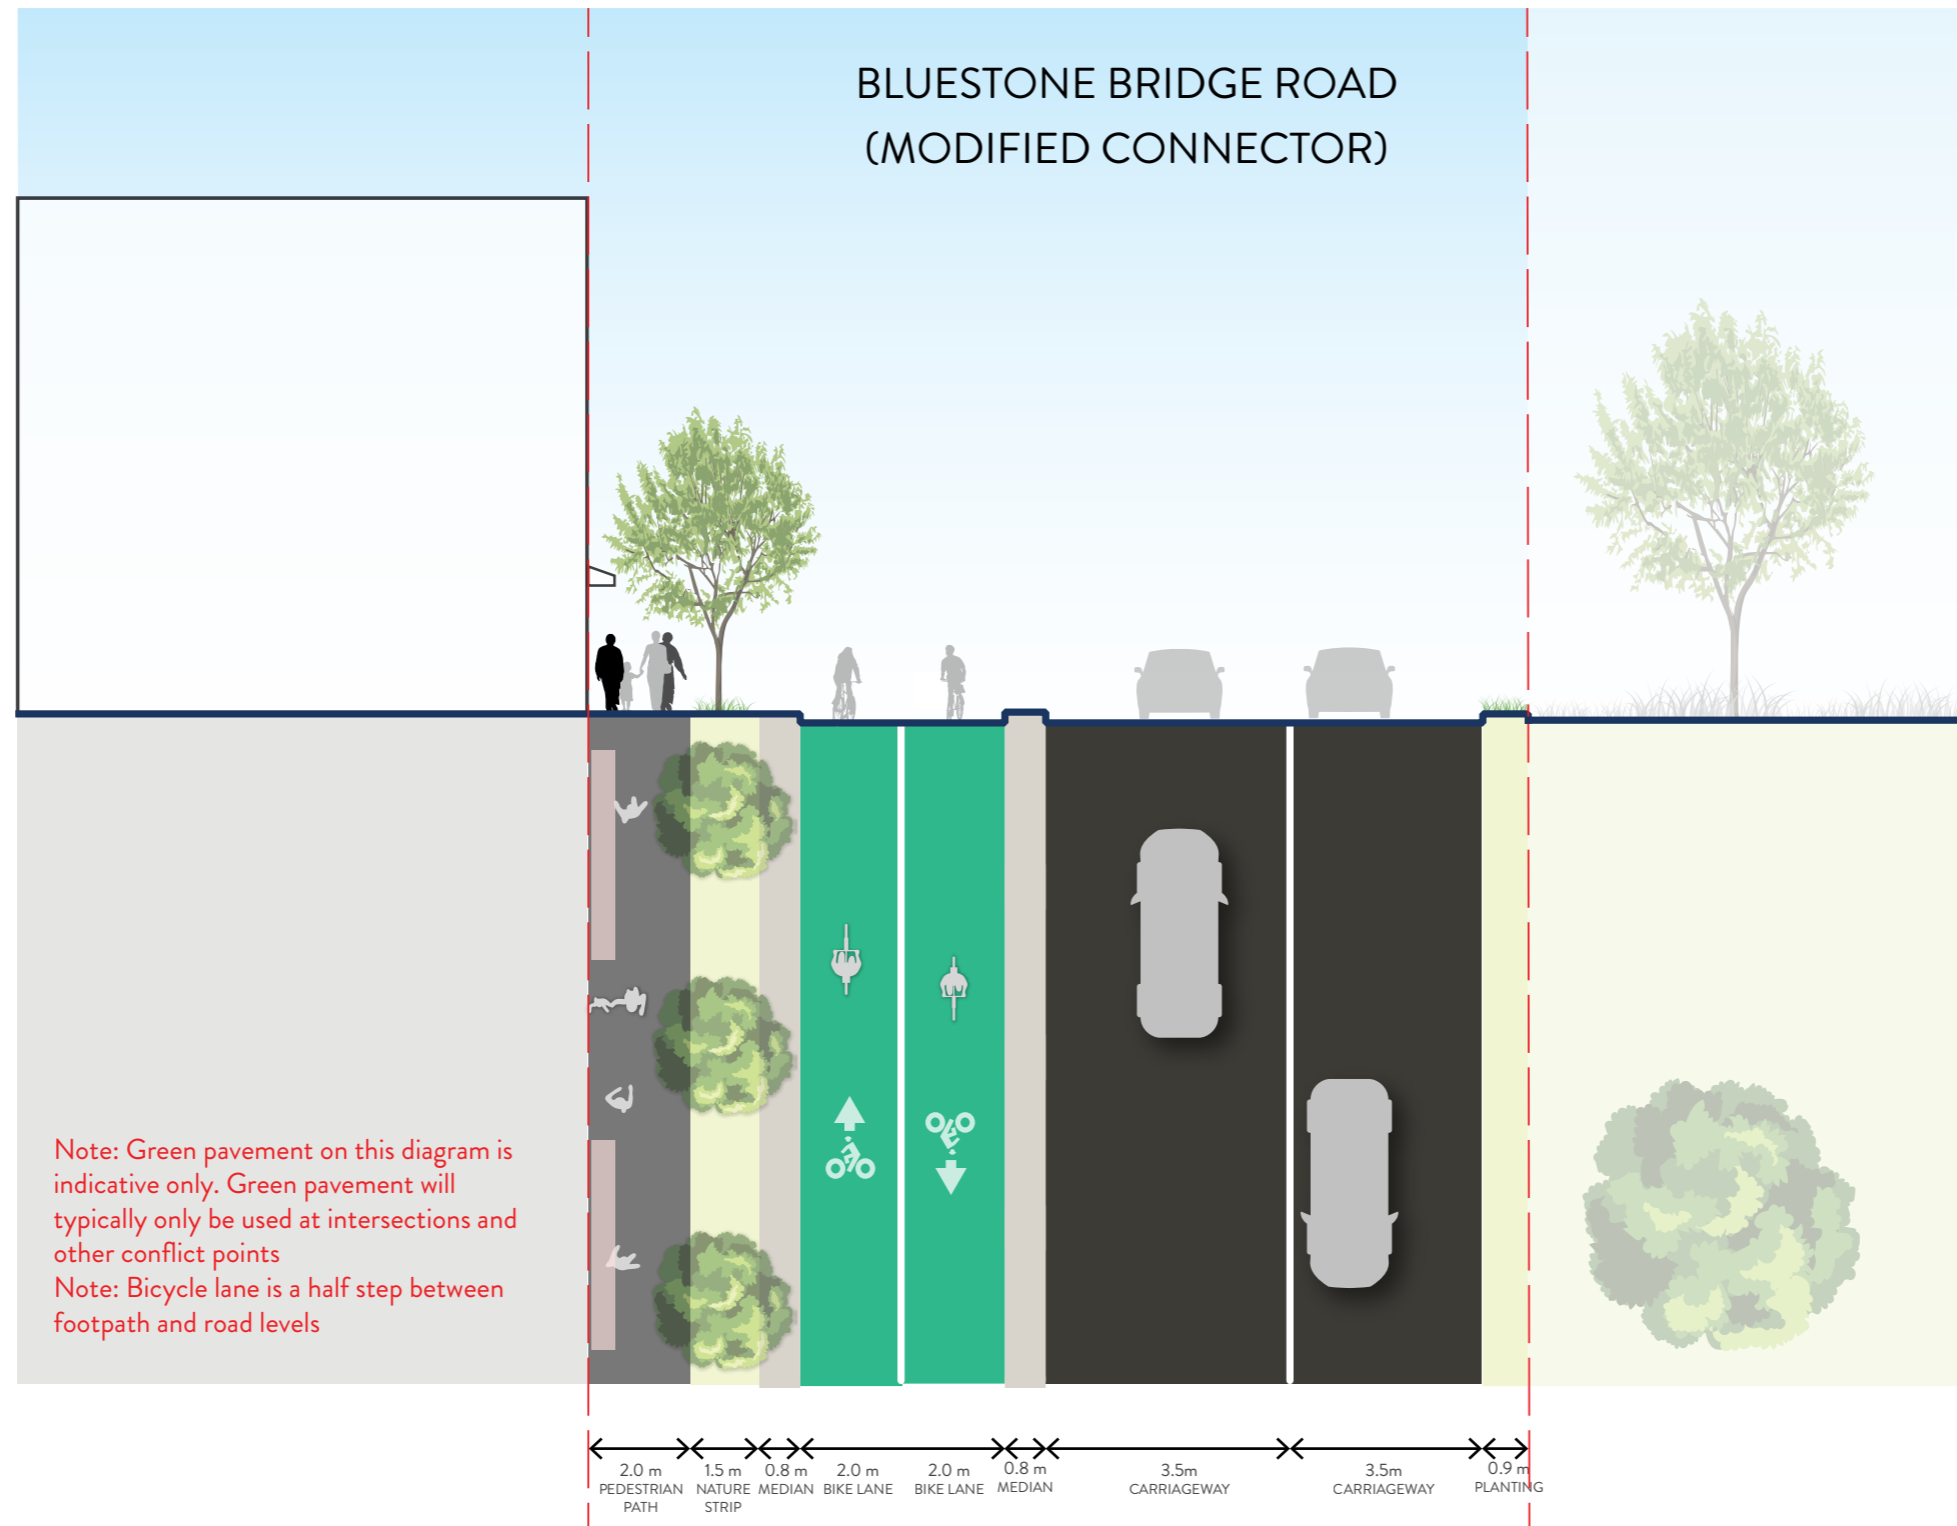 BLUESTONE BRIDGE ROAD
(MODIFIED CONNECTOR)
Note: Green pavement on this diagram is
indicative only. Green pavement will
typically only be used at intersections and
other conflict points
Note: Bicycle lane is a half step between
footpath and road levels
2.0 m
PEDESTRIAN
PATH
1.5 m
NATURE
STRIP
0.8 m
MEDIAN
2.0 m
BIKE LANE
2.0 m
BIKE LANE
0.8 m
MEDIAN
3.5m
CARRIAGEWAY
3.5m
CARRIAGEWAY
0.9 m
PLANTING